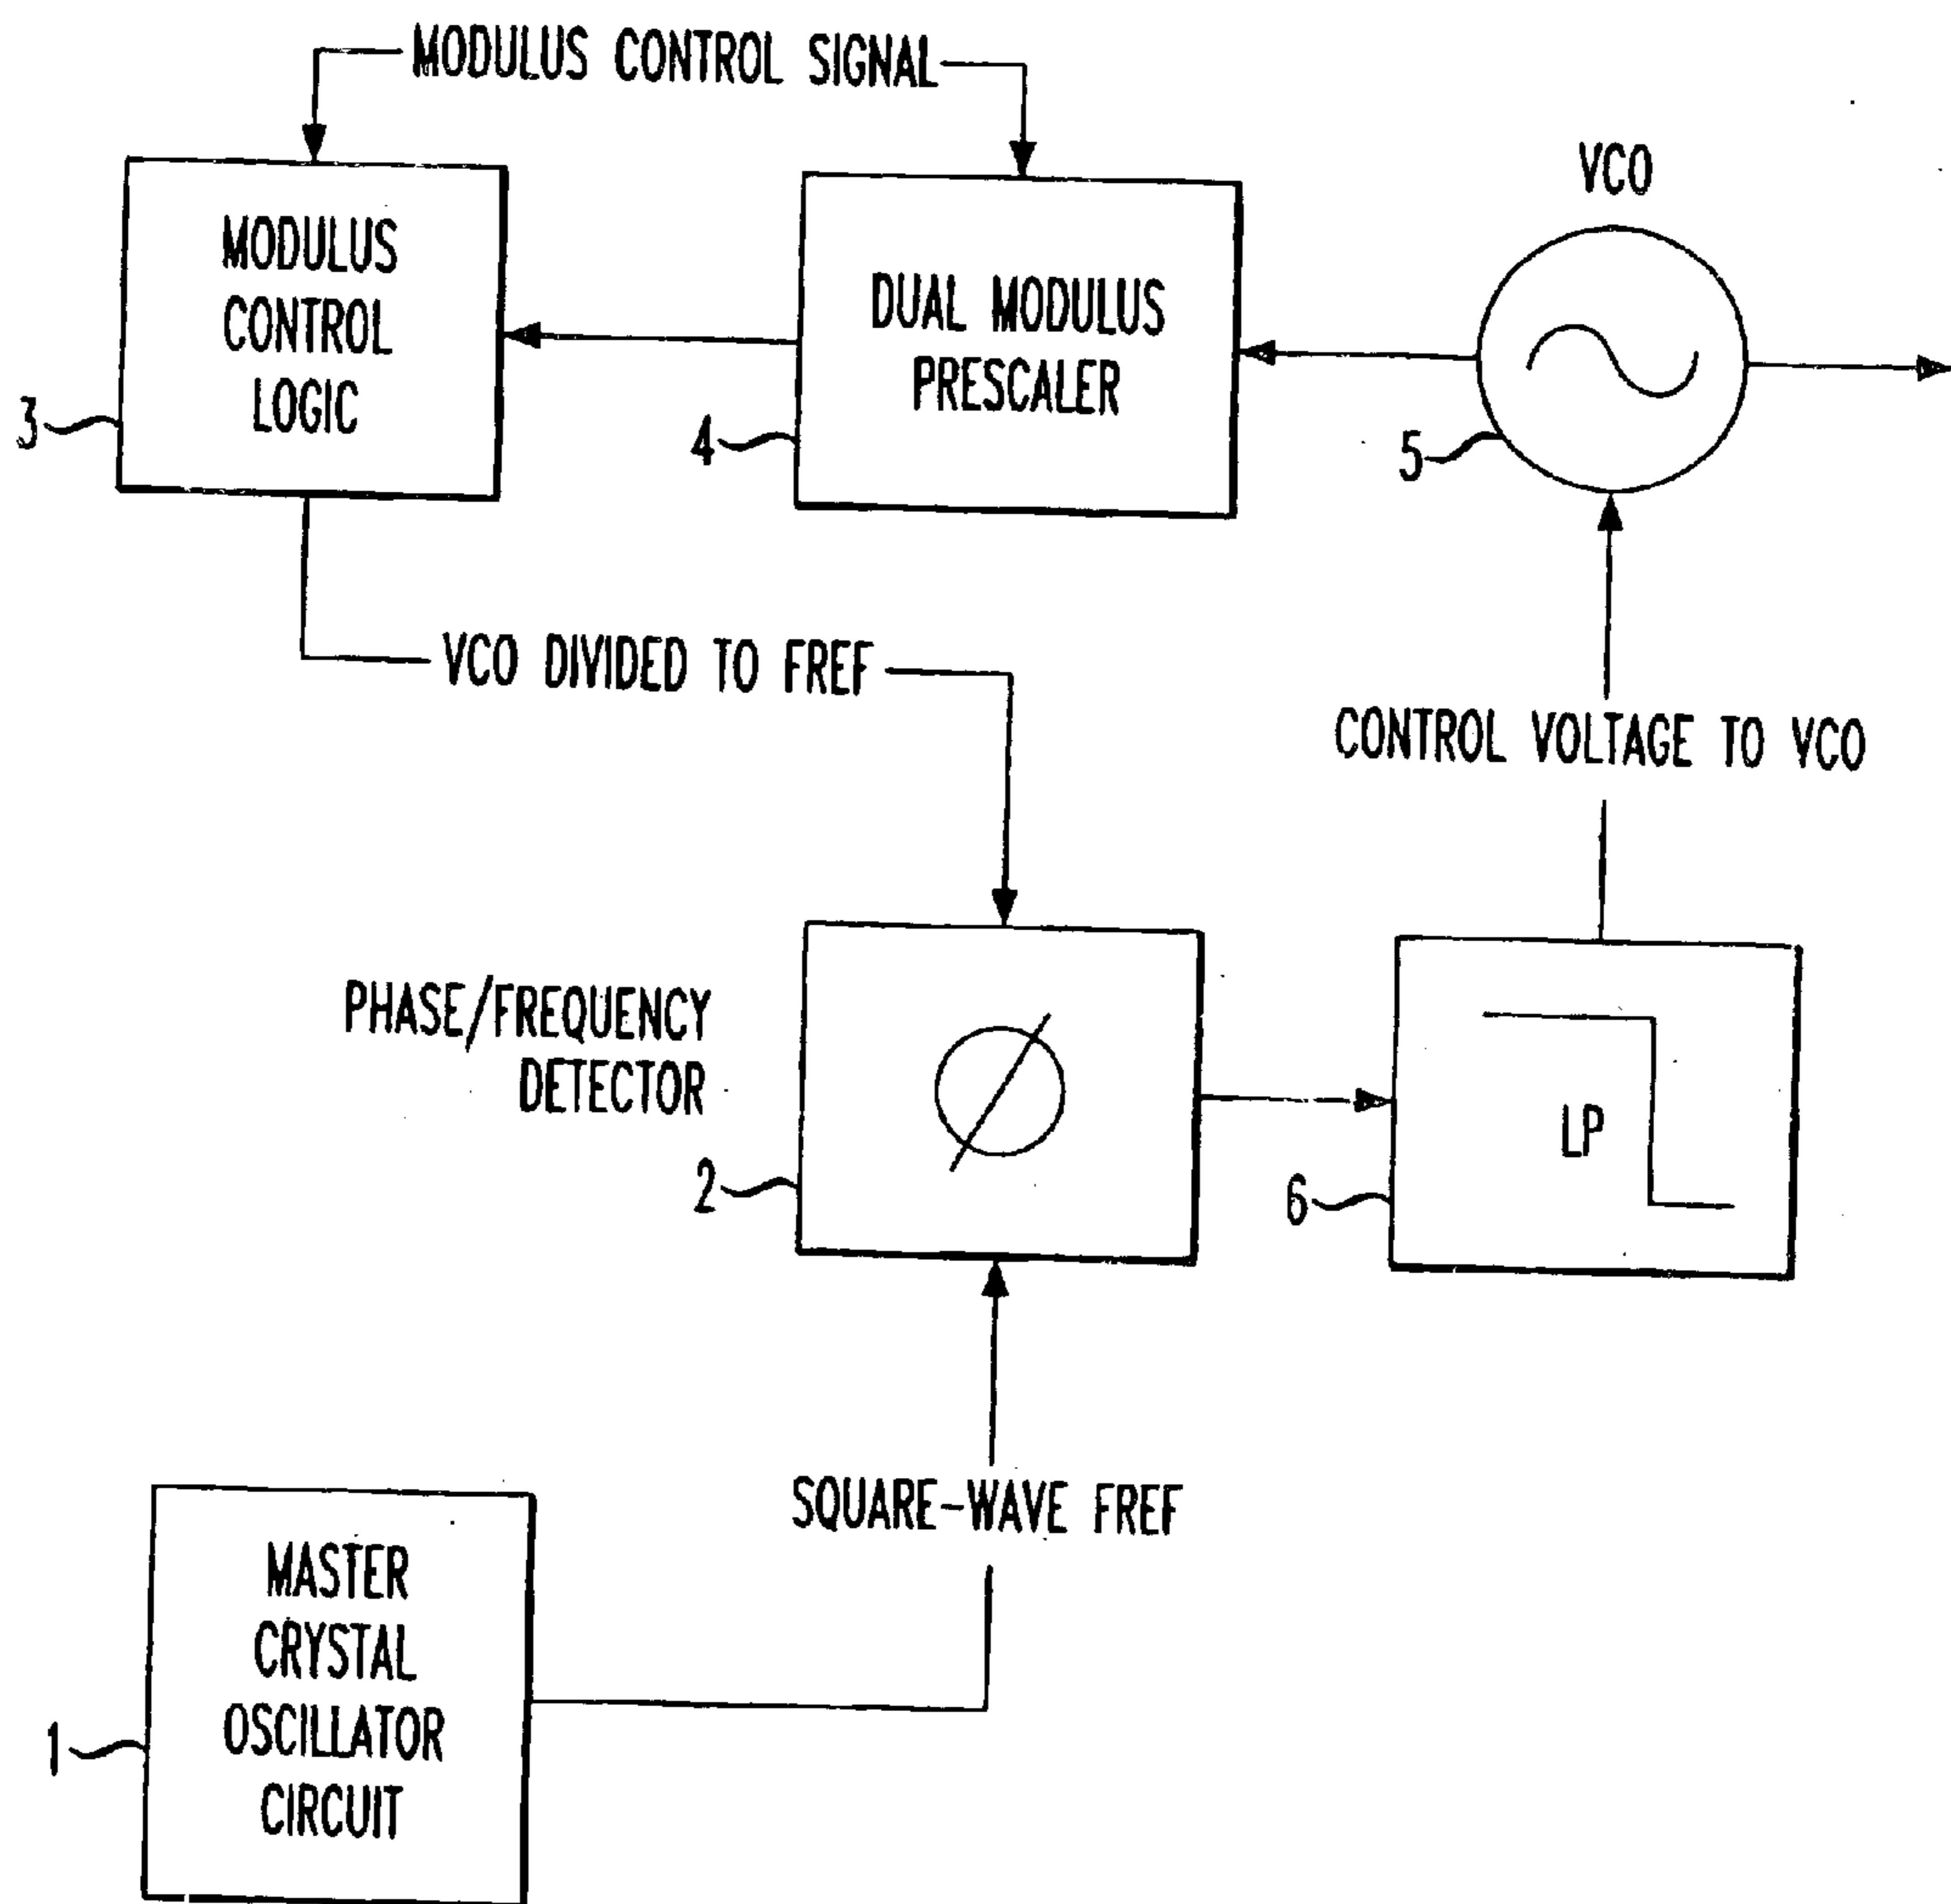 MODULUS CONTROL SIGNAL
MODULUS
CONTROL
LOGIC
3
DUAL MODULUS
PRESCALER
4
VCO
5
VCO DIVIDED TO FREF
CONTROL VOLTAGE TO VCO
PHASE/FREQUENCY
DETECTOR
2
LP
6
SQUARE-WAVE FREF
MASTER
CRYSTAL
OSCILLATOR
CIRCUIT
1